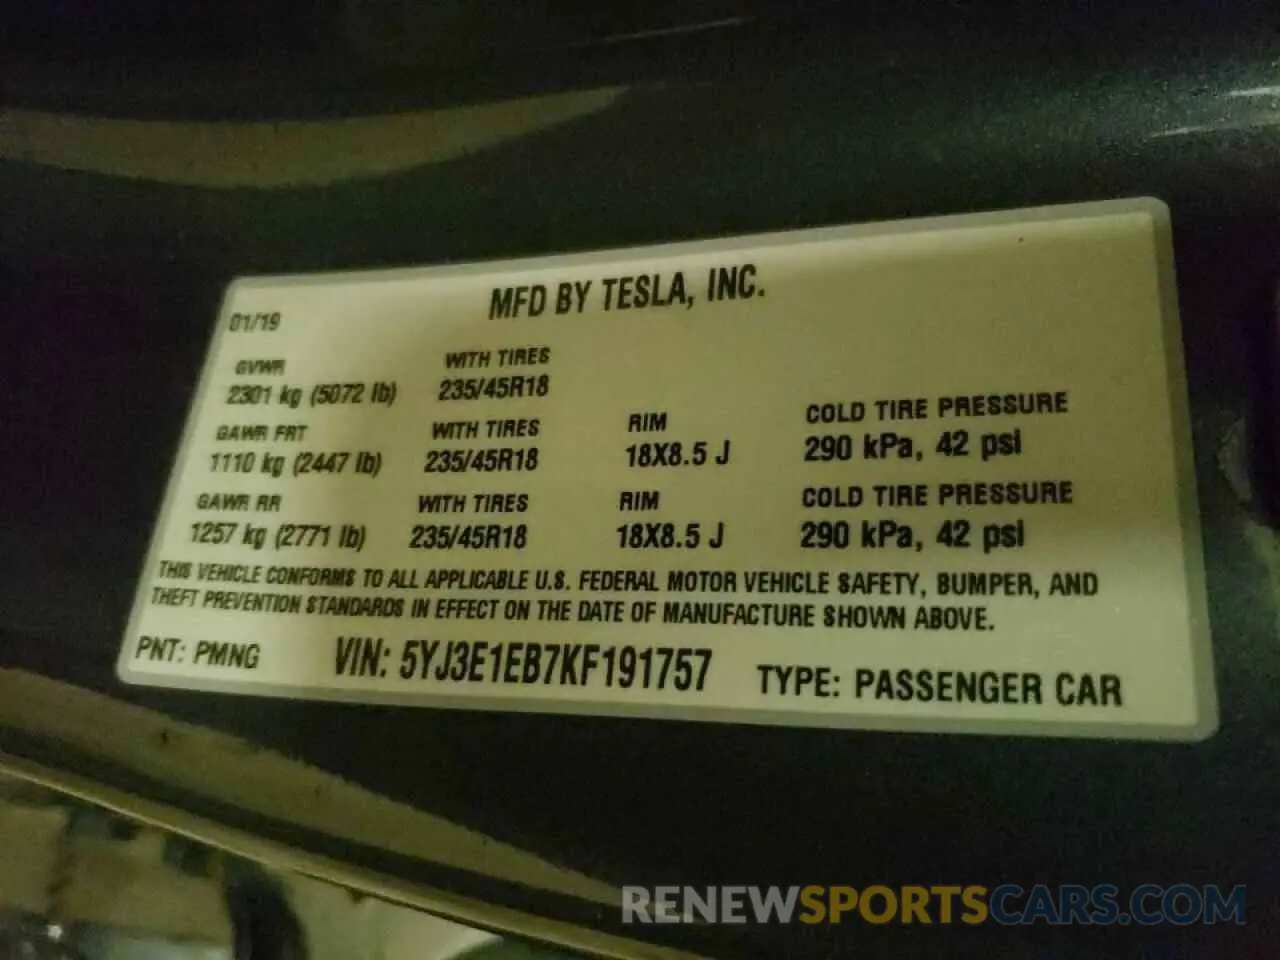 MFD BY TESLA, INC.
01/19
GVWR WITH TIRES
2301 kg (5072 lb) 235/45R18
GAWR FRT WITH TIRES RIM COLD TIRE PRESSURE
1110 kg (2447 lb) 235/45R18 18X8.5 J 290 kPa, 42 psi
GAWR RR WITH TIRES RIM COLD TIRE PRESSURE
1257 kg (2771 lb) 235/45R18 18X8.5 J 290 kPa, 42 psi
THIS VEHICLE CONFORMS TO ALL APPLICABLE U.S. FEDERAL MOTOR VEHICLE SAFETY, BUMPER, AND
THEFT PREVENTION STANDARDS IN EFFECT ON THE DATE OF MANUFACTURE SHOWN ABOVE.
PNT: PMNG VIN: 5YJ3E1EB7KF191757 TYPE: PASSENGER CAR
RENEWSPORTSCARS.COM